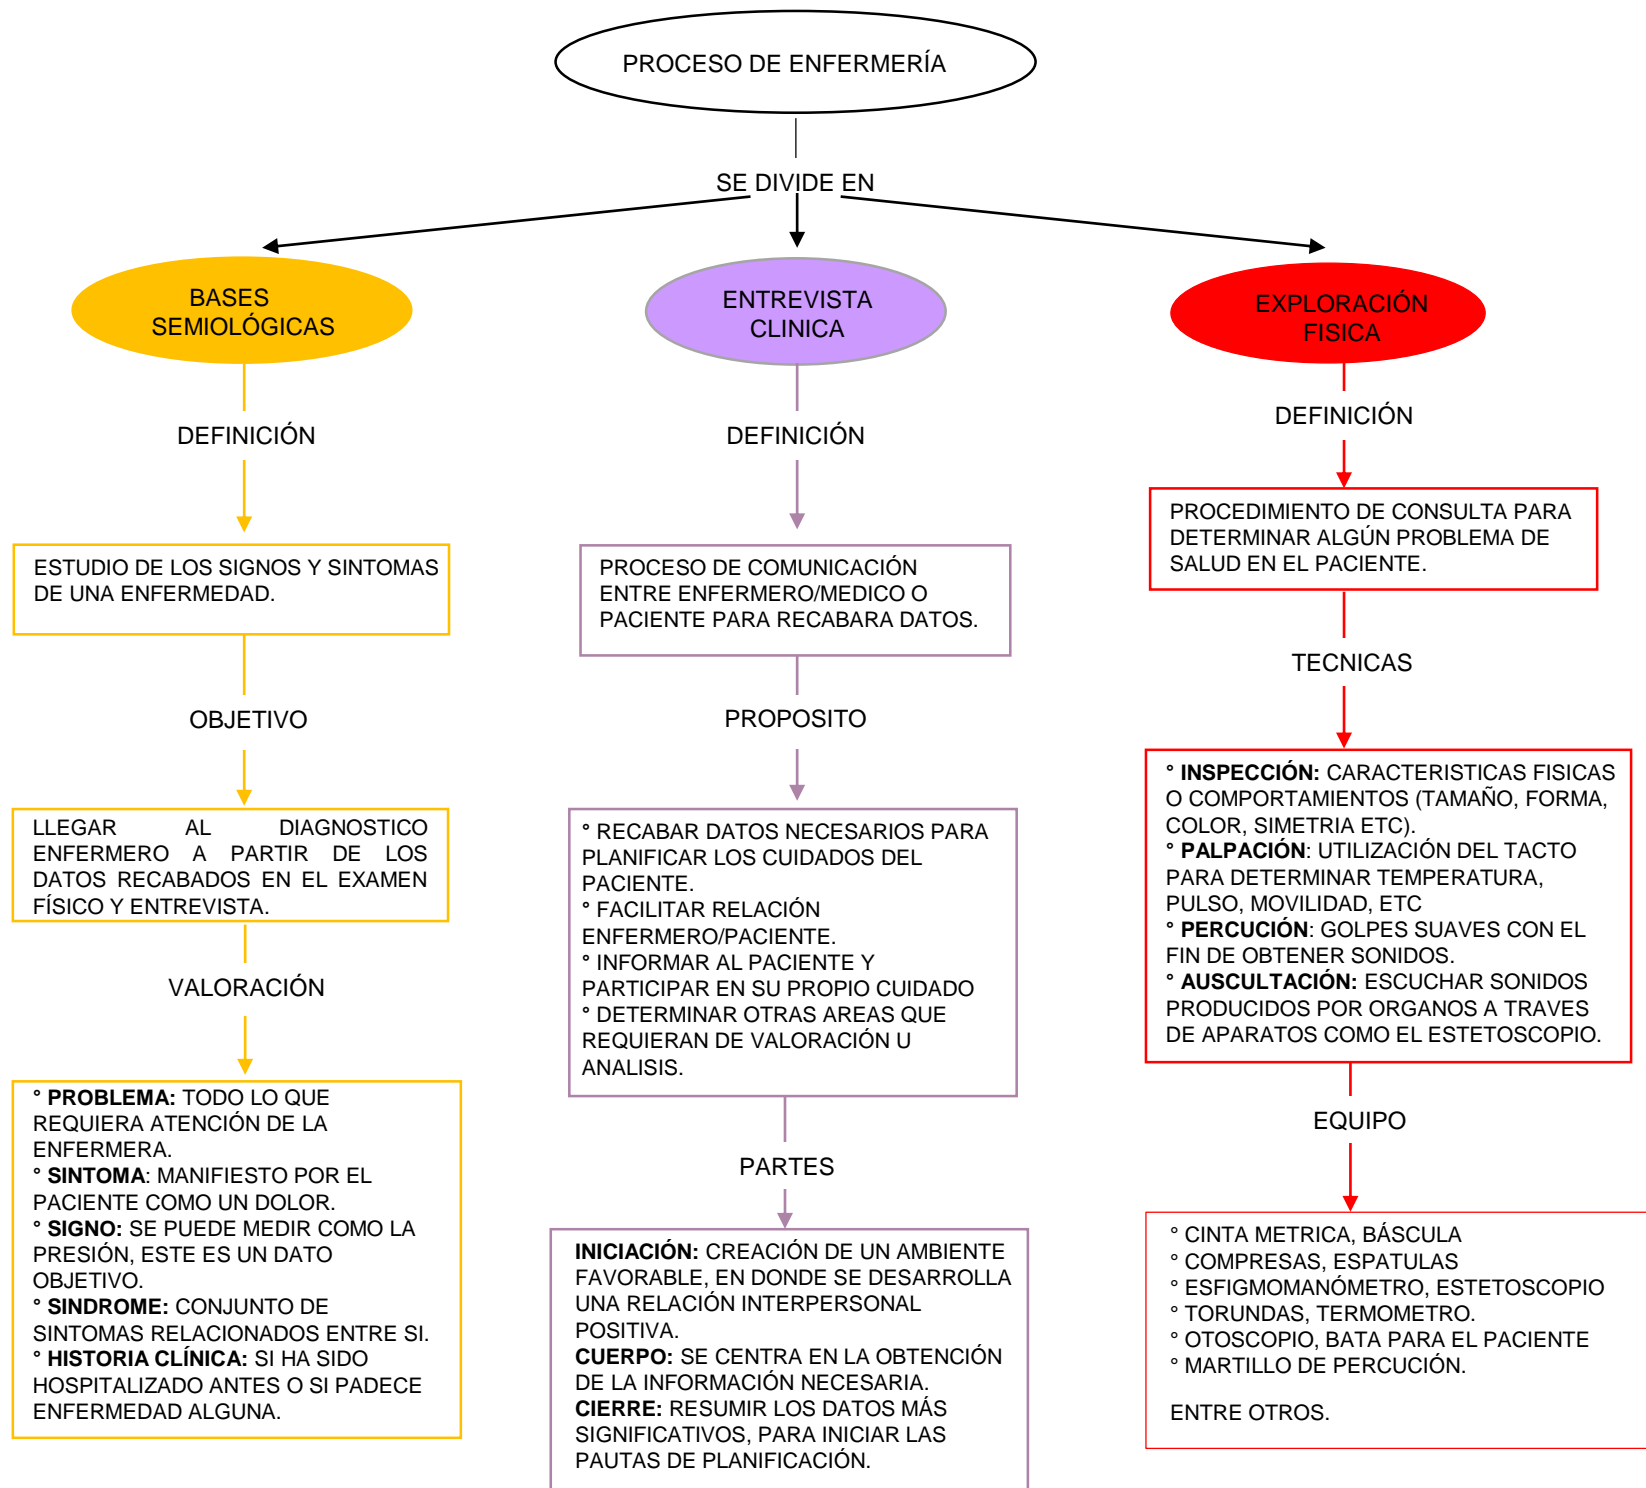 PROCESO DE ENFERMERÍA
SE DIVIDE EN
BASES
SEMIOLÓGICAS
DEFINICIÓN
ESTUDIO DE LOS SIGNOS Y SINTOMAS
DE UNA ENFERMEDAD.
OBJETIVO
LLEGAR AL DIAGNOSTICO
ENFERMERO A PARTIR DE LOS
DATOS RECABADOS EN EL EXAMEN
FÍSICO Y ENTREVISTA.
VALORACIÓN
° PROBLEMA: TODO LO QUE
REQUIERA ATENCIÓN DE LA
ENFERMERA.
° SINTOMA: MANIFIESTO POR EL
PACIENTE COMO UN DOLOR.
° SIGNO: SE PUEDE MEDIR COMO LA
PRESIÓN, ESTE ES UN DATO
OBJETIVO.
° SINDROME: CONJUNTO DE
SINTOMAS RELACIONADOS ENTRE SI.
° HISTORIA CLÍNICA: SI HA SIDO
HOSPITALIZADO ANTES O SI PADECE
ENFERMEDAD ALGUNA.
ENTREVISTA
CLINICA
DEFINICIÓN
PROCESO DE COMUNICACIÓN
ENTRE ENFERMERO/MEDICO O
PACIENTE PARA RECABARA DATOS.
PROPOSITO
° RECABAR DATOS NECESARIOS PARA
PLANIFICAR LOS CUIDADOS DEL
PACIENTE.
° FACILITAR RELACIÓN
ENFERMERO/PACIENTE.
° INFORMAR AL PACIENTE Y
PARTICIPAR EN SU PROPIO CUIDADO
° DETERMINAR OTRAS AREAS QUE
REQUIERAN DE VALORACIÓN U
ANALISIS.
PARTES
INICIACIÓN: CREACIÓN DE UN AMBIENTE
FAVORABLE, EN DONDE SE DESARROLLA
UNA RELACIÓN INTERPERSONAL
POSITIVA.
CUERPO: SE CENTRA EN LA OBTENCIÓN
DE LA INFORMACIÓN NECESARIA.
CIERRE: RESUMIR LOS DATOS MÁS
SIGNIFICATIVOS, PARA INICIAR LAS
PAUTAS DE PLANIFICACIÓN.
EXPLORACIÓN
FISICA
DEFINICIÓN
PROCEDIMIENTO DE CONSULTA PARA
DETERMINAR ALGÚN PROBLEMA DE
SALUD EN EL PACIENTE.
TECNICAS
° INSPECCIÓN: CARACTERISTICAS FISICAS
O COMPORTAMIENTOS (TAMAÑO, FORMA,
COLOR, SIMETRIA ETC).
° PALPACIÓN: UTILIZACIÓN DEL TACTO
PARA DETERMINAR TEMPERATURA,
PULSO, MOVILIDAD, ETC
° PERCUCIÓN: GOLPES SUAVES CON EL
FIN DE OBTENER SONIDOS.
° AUSCULTACIÓN: ESCUCHAR SONIDOS
PRODUCIDOS POR ORGANOS A TRAVES
DE APARATOS COMO EL ESTETOSCOPIO.
EQUIPO
° CINTA METRICA, BÁSCULA
° COMPRESAS, ESPATULAS
° ESFIGMOMANÓMETRO, ESTETOSCOPIO
° TORUNDAS, TERMOMETRO.
° OTOSCOPIO, BATA PARA EL PACIENTE
° MARTILLO DE PERCUCIÓN.
ENTRE OTROS.